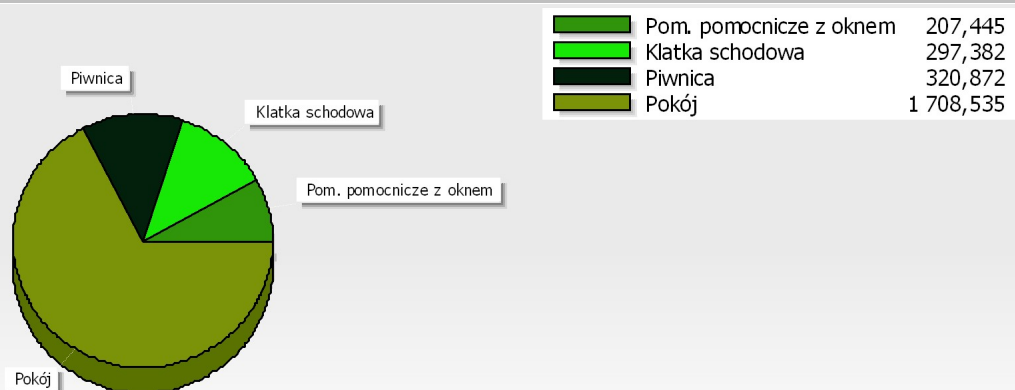 Pom. pomocnicze z oknem 207,445
Klatka schodowa 297,382
Piwnica 320,872
Pokój 1 708,535
Piwnica
Klatka schodowa
Pom. pomocnicze z oknem
Pokój